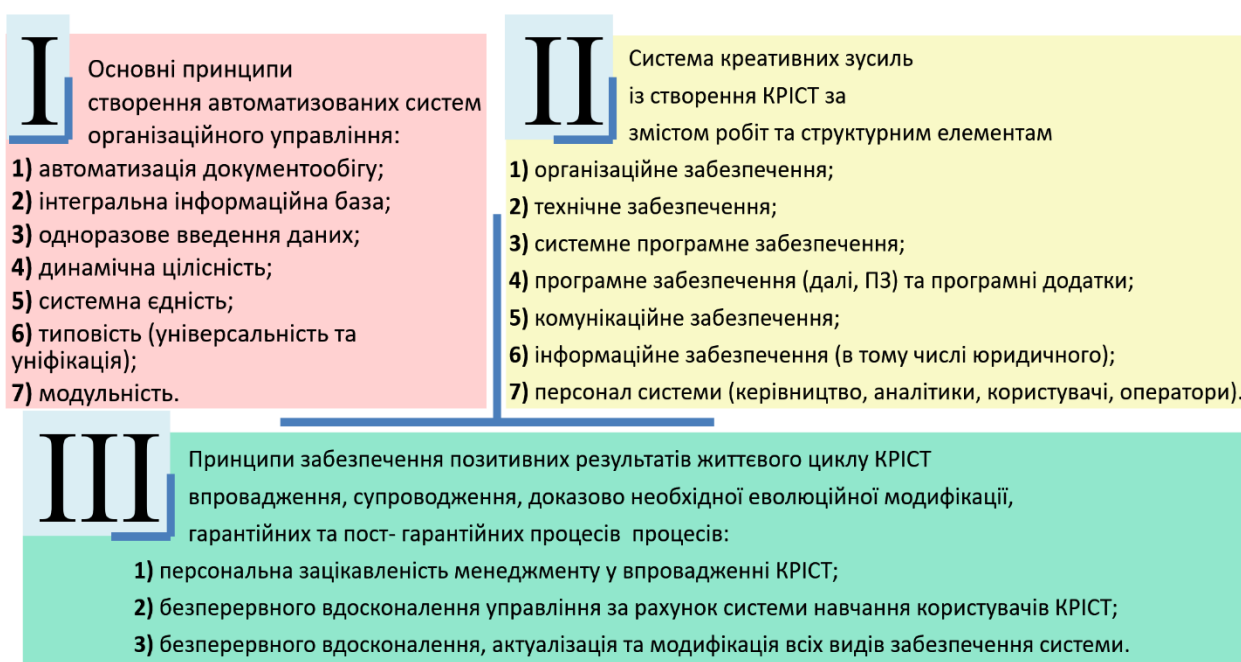 I
Основні принципи
створення автоматизованих систем
організаційного управління:
1) автоматизація документообігу;
2) інтегральна інформаційна база;
3) одноразове введення даних;
4) динамічна цілісність;
5) системна єдність;
6) типовість (універсальність та
уніфікація);
7) модульність.
II
Система креативних зусиль
із створення КРІСТ за
змістом робіт та структурним елементам
1) організаційне забезпечення;
2) технічне забезпечення;
3) системне програмне забезпечення;
4) програмне забезпечення (далі, ПЗ) та програмні додатки;
5) комунікаційне забезпечення;
6) інформаційне забезпечення (в тому числі юридичного);
7) персонал системи (керівництво, аналітики, користувачі, оператори).
III
Принципи забезпечення позитивних результатів життєвого циклу КРІСТ
впровадження, супроводження, доказово необхідної еволюційної модифікації,
гарантійних та пост- гарантійних процесів процесів:
1) персональна зацікавленість менеджменту у впровадженні КРІСТ;
2) безперервного вдосконалення управління за рахунок системи навчання користувачів КРІСТ;
3) безперервного вдосконалення, актуалізація та модифікація всіх видів забезпечення системи.